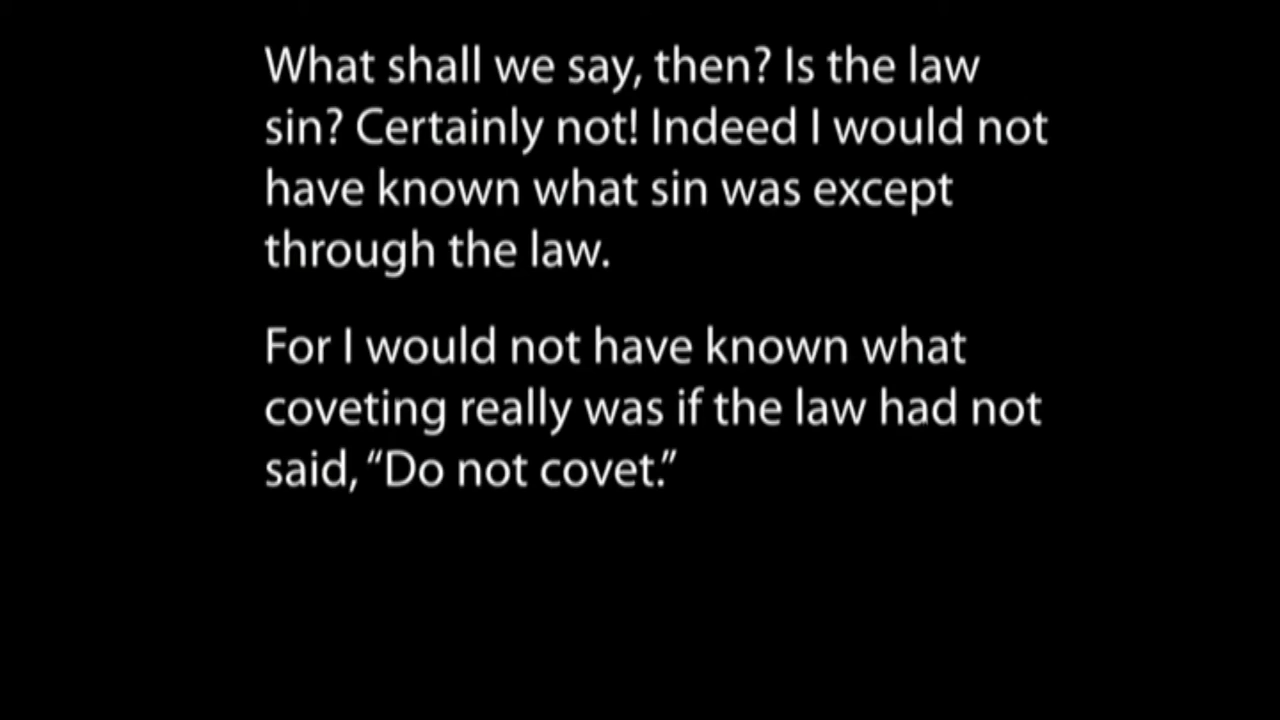 What shall we say, then? Is the law
sin? Certainly not! Indeed I would not
have known what sin was except
through the law.
For I would not have known what
coveting really was if the law had not
said, “Do not covet.”